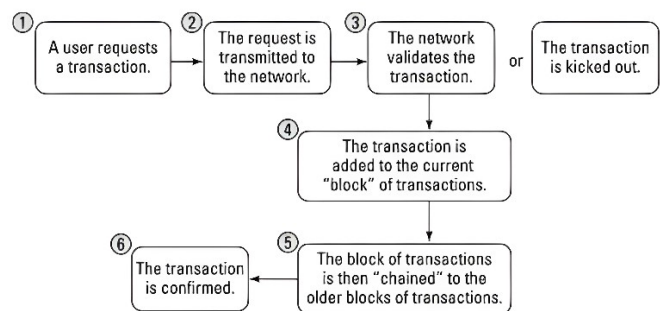 1
A user requests
a transaction.
2
The request is
transmitted to
the network.
3
The network
validates the
transaction.
or
The transaction
is kicked out.
4
The transaction is
added to the current
“block” of transactions.
5
The block of transactions
is then “chained” to the
older blocks of transactions.
6
The transaction
is confirmed.